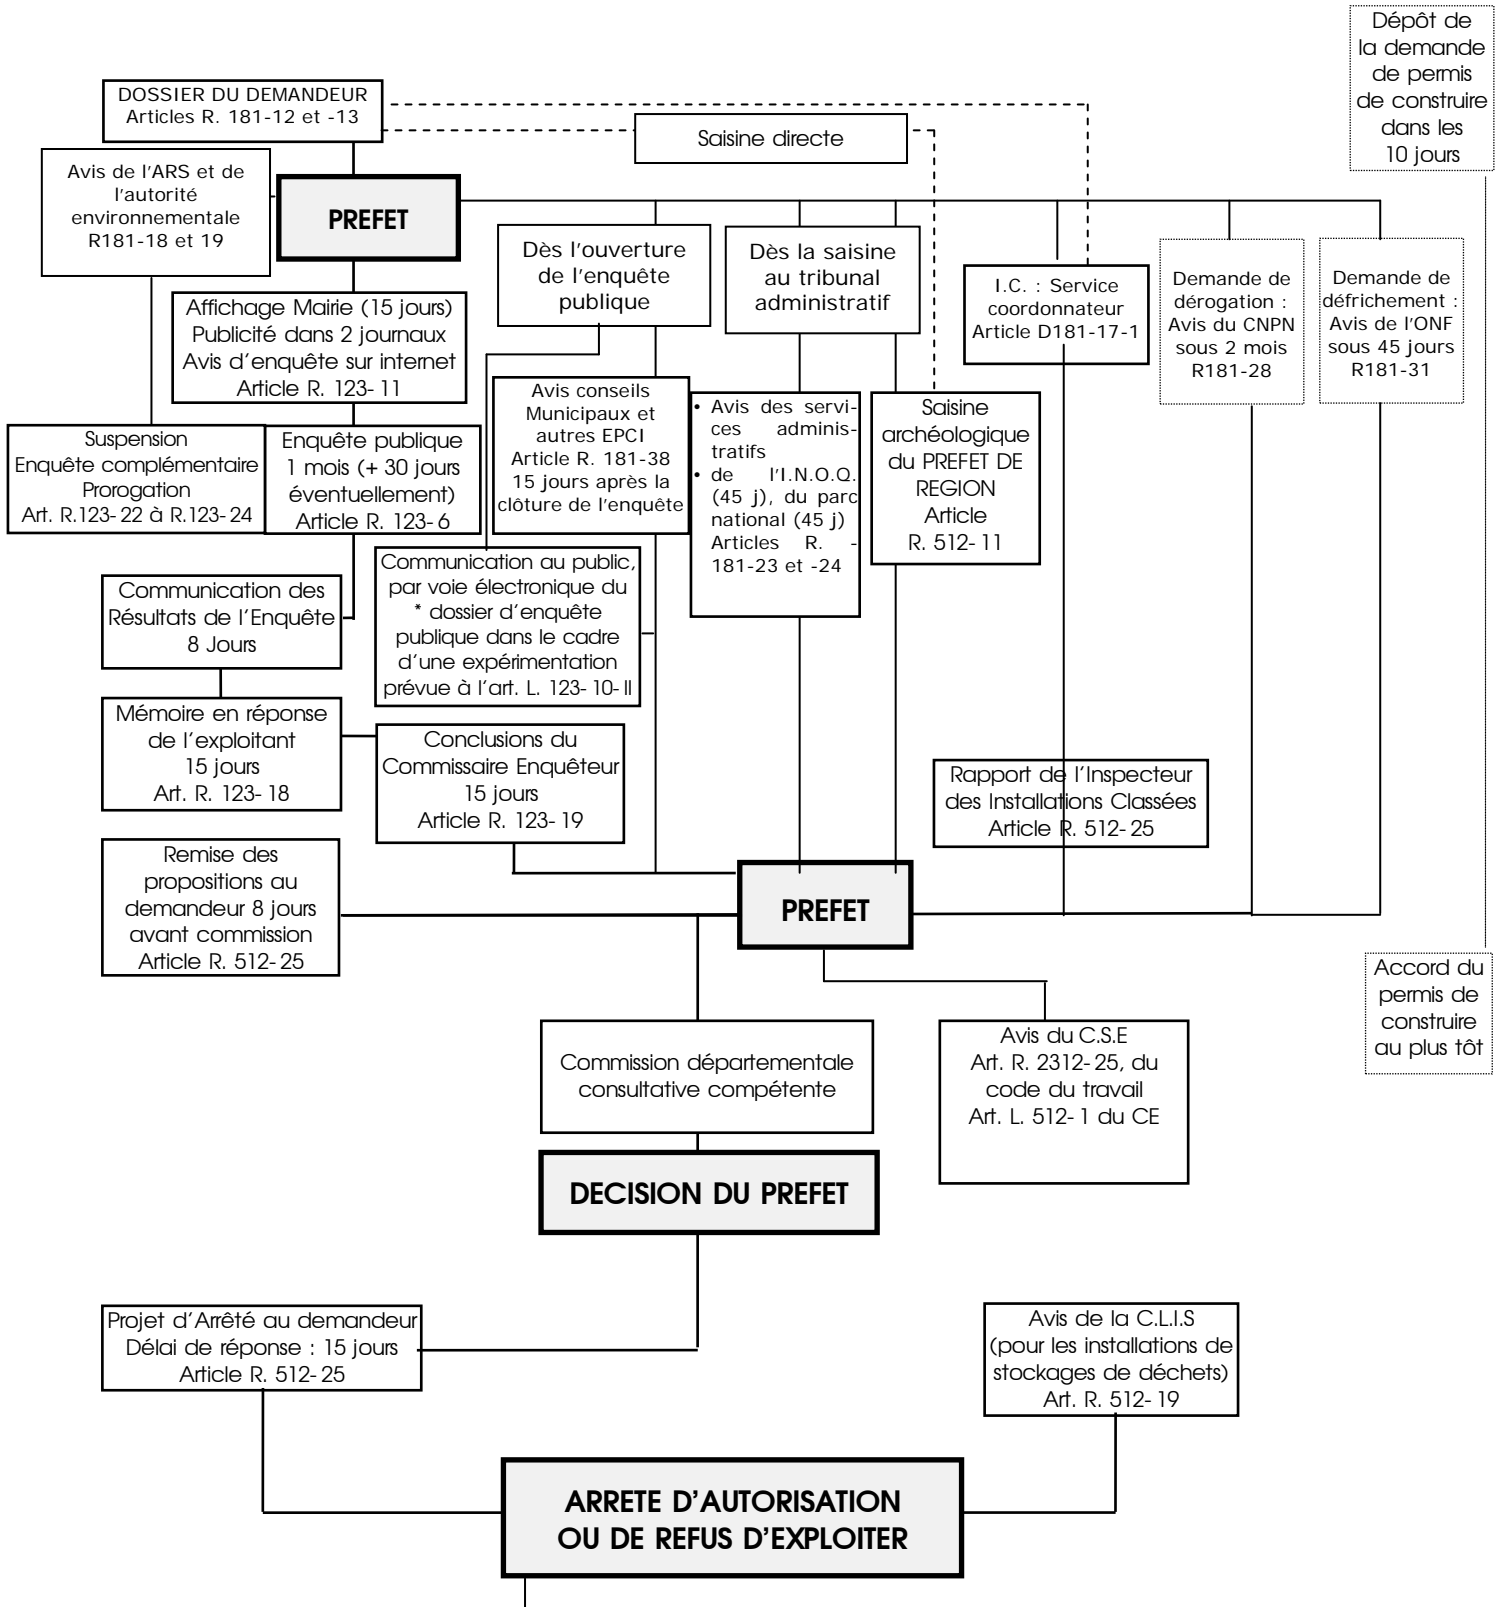 Dépôt de
la demande
de permis
de construire
dans les
10 jours
DOSSIER DU DEMANDEUR
Articles R. 181-12 et -13
Saisine directe
Avis de l'ARS et de
l'autorité
environnementale
R181-18 et 19
PREFET
Dès l'ouverture
de l'enquête
publique
Dès la saisine
au tribunal
administratif
I.C. : Service
coordonnateur
Article D181-17-1
Demande de
dérogation :
Avis du CNPN
sous 2 mois
R181-28
Demande de
défrichement :
Avis de l'ONF
sous 45 jours
R181-31
Affichage Mairie (15 jours)
Publicité dans 2 journaux
Avis d'enquête sur internet
Article R. 123-11
Suspension
Enquête complémentaire
Prorogation
Art. R.123-22 à R.123-24
Enquête publique
1 mois (+ 30 jours
éventuellement)
Article R. 123-6
Avis conseils
Municipaux et
autres EPCI
Article R. 181-38
15 jours après la
clôture de l'enquête
• Avis des servi-
ces adminis-
tratifs
• de l'I.N.O.Q.
(45 j), du parc
national (45 j)
Articles R. -
181-23 et -24
Saisine
archéologique
du PREFET DE
REGION
Article
R. 512-11
Communication des
Résultats de l'Enquête
8 Jours
Communication au public,
par voie électronique du
* dossier d'enquête
publique dans le cadre
d'une expérimentation
prévue à l'art. L. 123-10-II
Mémoire en réponse
de l'exploitant
15 jours
Art. R. 123-18
Conclusions du
Commissaire Enquêteur
15 jours
Article R. 123-19
Rapport de l'Inspecteur
des Installations Classées
Article R. 512-25
Remise des
propositions au
demandeur 8 jours
avant commission
Article R. 512-25
PREFET
Accord du
permis de
construire
au plus tôt
Commission départementale
consultative compétente
Avis du C.S.E
Art. R. 2312-25, du
code du travail
Art. L. 512-1 du CE
DECISION DU PREFET
Projet d'Arrêté au demandeur
Délai de réponse : 15 jours
Article R. 512-25
Avis de la C.L.I.S
(pour les installations de
stockages de déchets)
Art. R. 512-19
ARRETE D'AUTORISATION
OU DE REFUS D'EXPLOITER